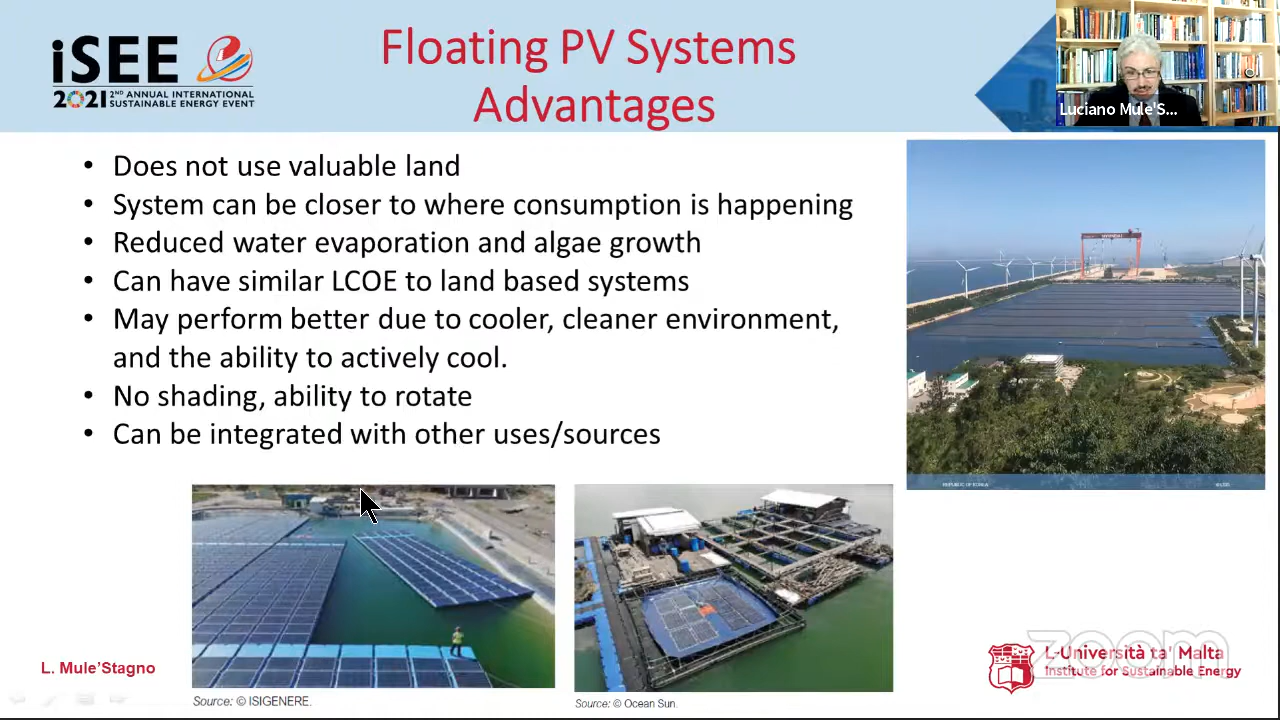 iSEE
2021 2ND ANNUAL INTERNATIONAL
SUSTAINABLE ENERGY EVENT
Floating PV Systems
Advantages
Luciano Mule'S...
• Does not use valuable land
• System can be closer to where consumption is happening
• Reduced water evaporation and algae growth
• Can have similar LCOE to land based systems
• May perform better due to cooler, cleaner environment,
and the ability to actively cool.
• No shading, ability to rotate
• Can be integrated with other uses/sources
REPUBLIC OF KOREA
L. Mule'Stagno
Source: © ISIGENERE.
Source: © Ocean Sun.
L-Università ta' Malta
Institute for Sustainable Energy
zoom